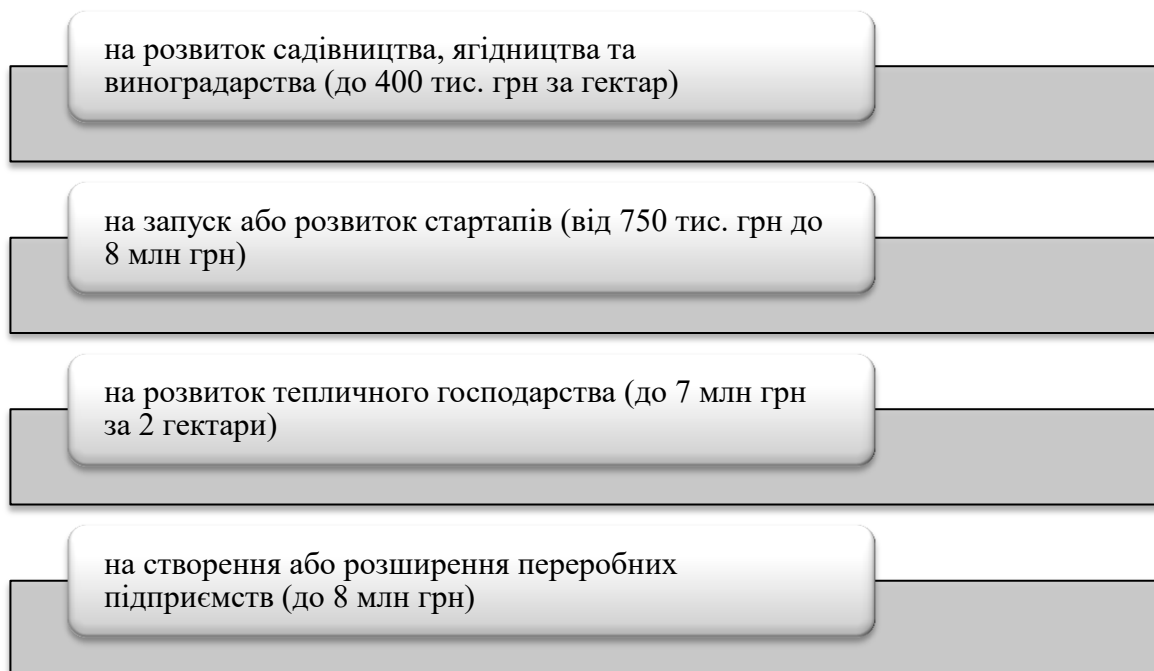 на розвиток садівництва, ягідництва та
виноградарства (до 400 тис. грн за гектар)
на запуск або розвиток стартапів (від 750 тис. грн до
8 млн грн)
на розвиток тепличного господарства (до 7 млн грн
за 2 гектари)
на створення або розширення переробних
підприємств (до 8 млн грн)